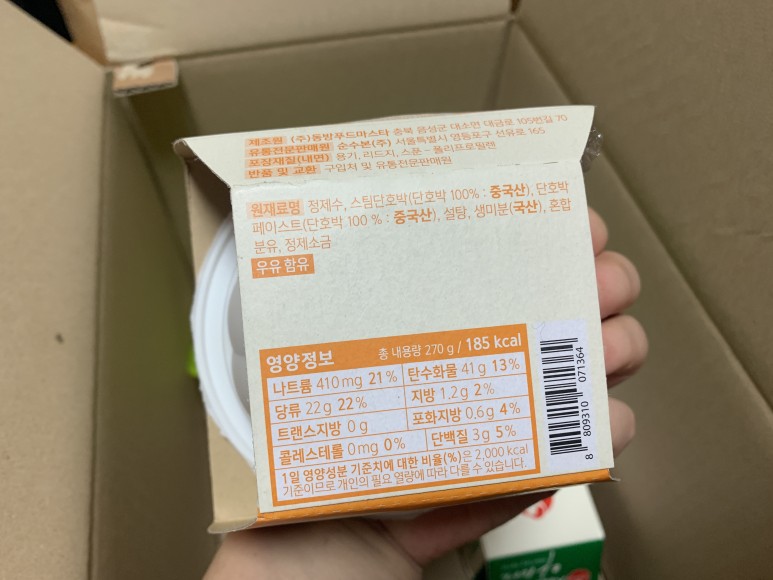 제조원 (주)동방푸드마스타 충북 음성군 대소면 대금로 105번길 70
유통전문판매원 순수본(주) 서울특별시 영등포구 선유로 165
포장재질(내면) 용기, 리드지, 스푼 - 폴리프로필렌
반품 및 교환 구입처 및 유통전문판매원
원재료명 정제수, 스팀단호박(단호박 100% : 중국산), 단호박
페이스트(단호박 100 % : 중국산), 설탕, 생미분(국산), 혼합
분유, 정제소금
우유 함유
영양정보 총 내용량 270 g / 185 kcal
나트륨 410 mg 21 % 탄수화물 41 g 13%
당류 22 g 22% 지방 1.2 g 2%
트랜스지방 0 g 포화지방 0.6 g 4%
콜레스테롤 0 mg 0% 단백질 3 g 5%
1일 영양성분 기준치에 대한 비율(%)은 2,000 kcal
기준이므로 개인의 필요 열량에 따라 다를 수 있습니다.
8 809310 071364